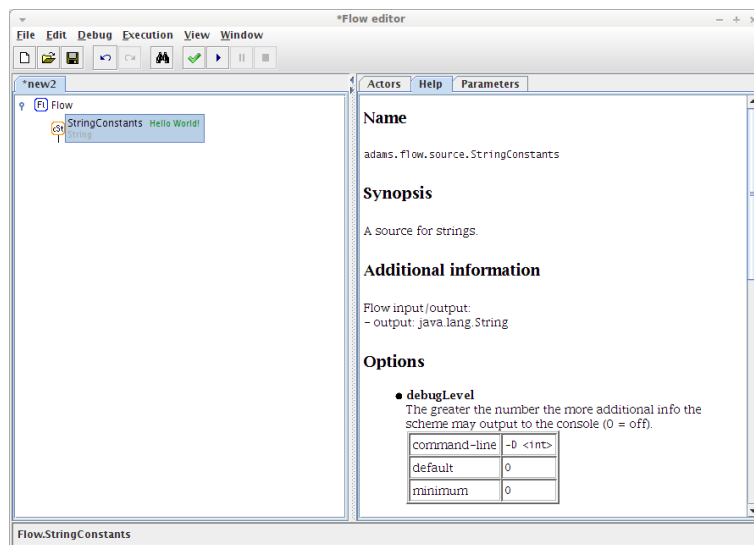 *Flow editor
File Edit Debug Execution View Window
*new2
Fl Flow
cSt StringConstants Hello World!
String
Actors Help Parameters
Name
adams.flow.source.StringConstants
Synopsis
A source for strings.
Additional information
Flow input/output:
- output: java.lang.String
Options
● debugLevel
The greater the number the more additional info the
scheme may output to the console (0 = off).
command-line -D <int>
default 0
minimum 0
Flow.StringConstants